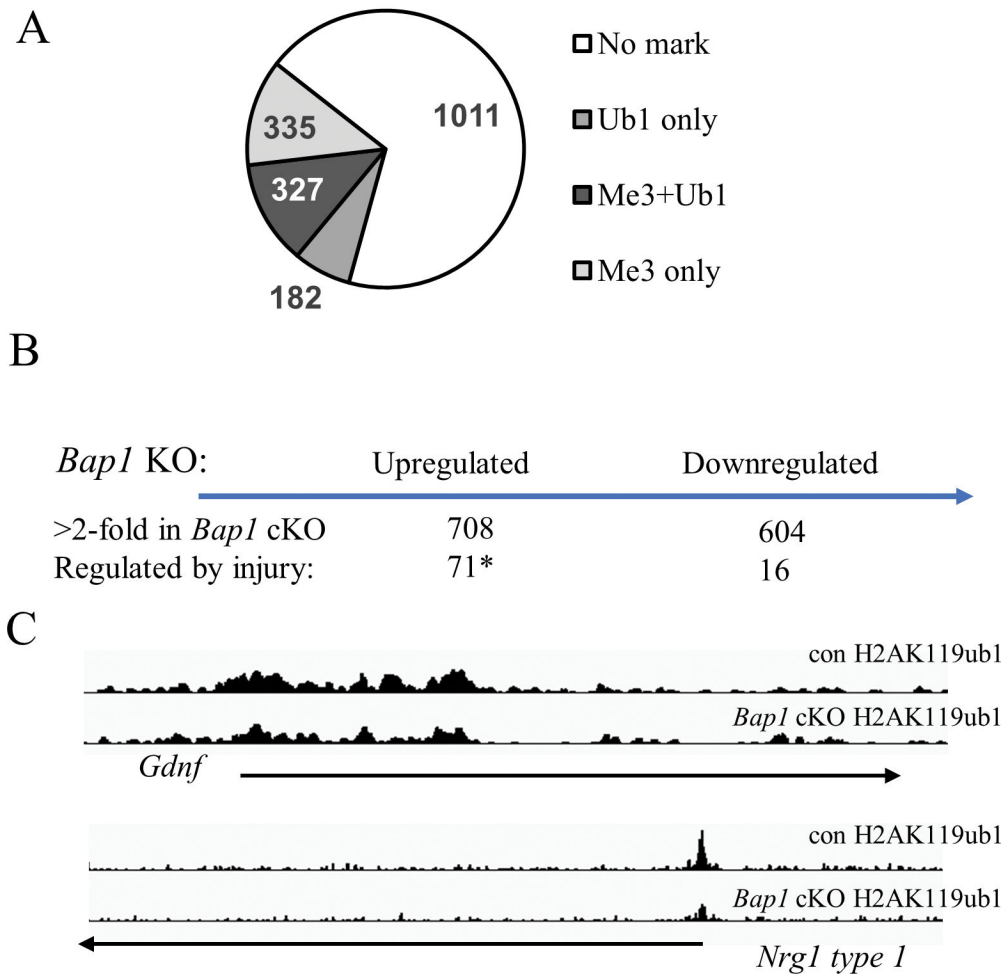 A
1011
335
327
182
No mark
Ub1 only
Me3+Ub1
Me3 only
B
Bap1 KO: Upregulated Downregulated
>2-fold in Bap1 cKO 708 604
Regulated by injury: 71* 16
C
con H2AK119ub1
Bap1 cKO H2AK119ub1
Gdnf
con H2AK119ub1
Bap1 cKO H2AK119ub1
Nrg1 type 1